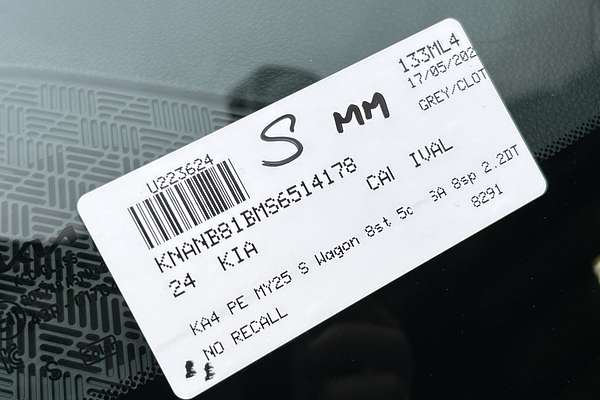 133ML4
17/05/202
GREY/CLOT
S MM
U223624
KNANB81BMS6514178
24 KIA CAI IVAL
KA4 PE MY25 S Wagon 8st 5c SA 8sp 2.2DT
NO RECALL 8291